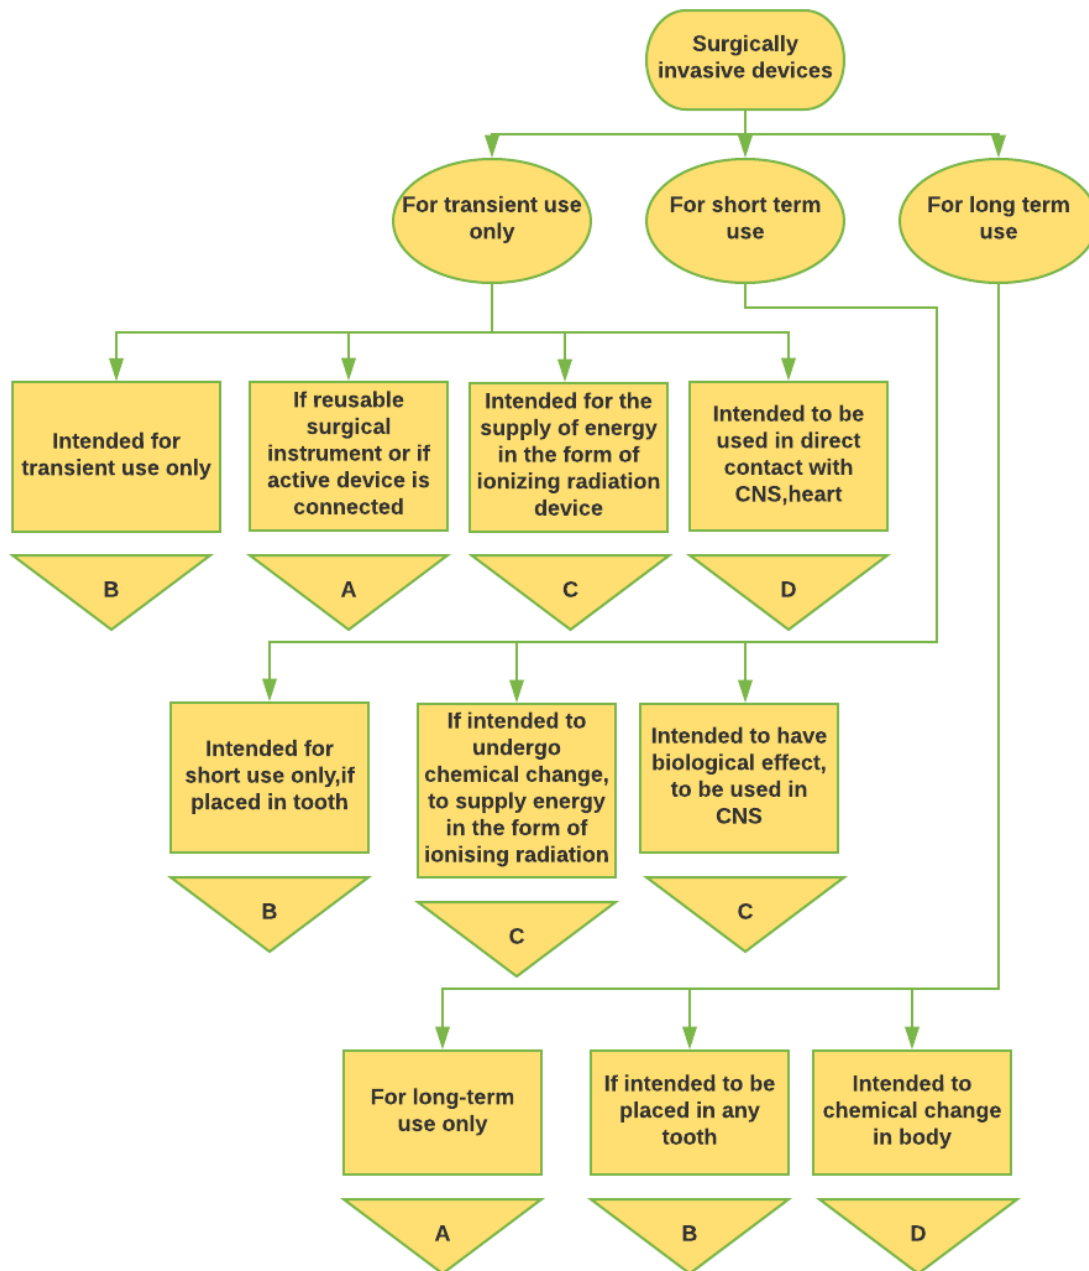 Surgically
invasive devices
For transient use
only
For short term
use
For long term
use
Intended for
transient use only
If reusable
surgical
instrument or if
active device is
connected
Intended for the
supply of energy
in the form of
ionizing radiation
device
Intended to be
used in direct
contact with
CNS,heart
B
A
C
D
Intended for
short use only,if
placed in tooth
If intended to
undergo
chemical change,
to supply energy
in the form of
ionising radiation
Intended to have
biological effect,
to be used in
CNS
B
C
C
For long-term
use only
If intended to be
placed in any
tooth
Intended to
chemical change
in body
A
B
D